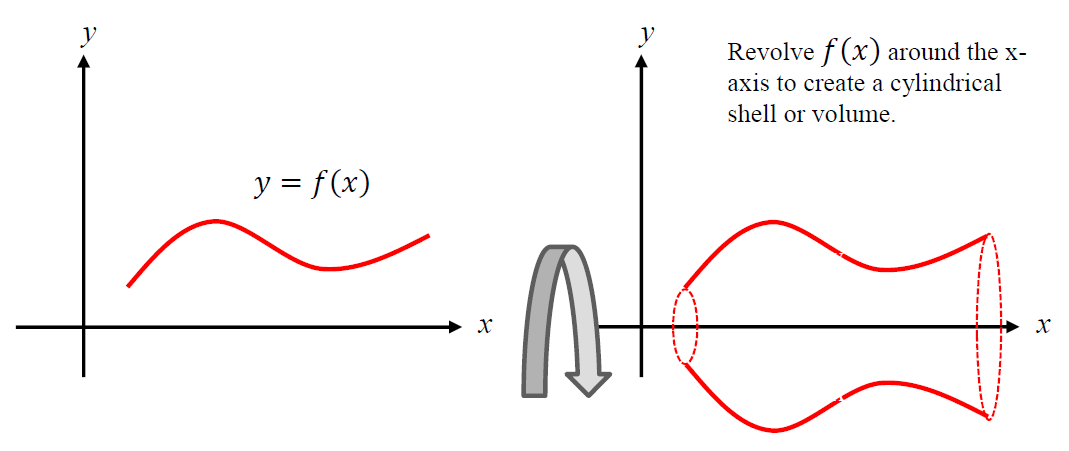 y
y = f(x)
x
y
Revolve f(x) around the x-
axis to create a cylindrical
shell or volume.
x